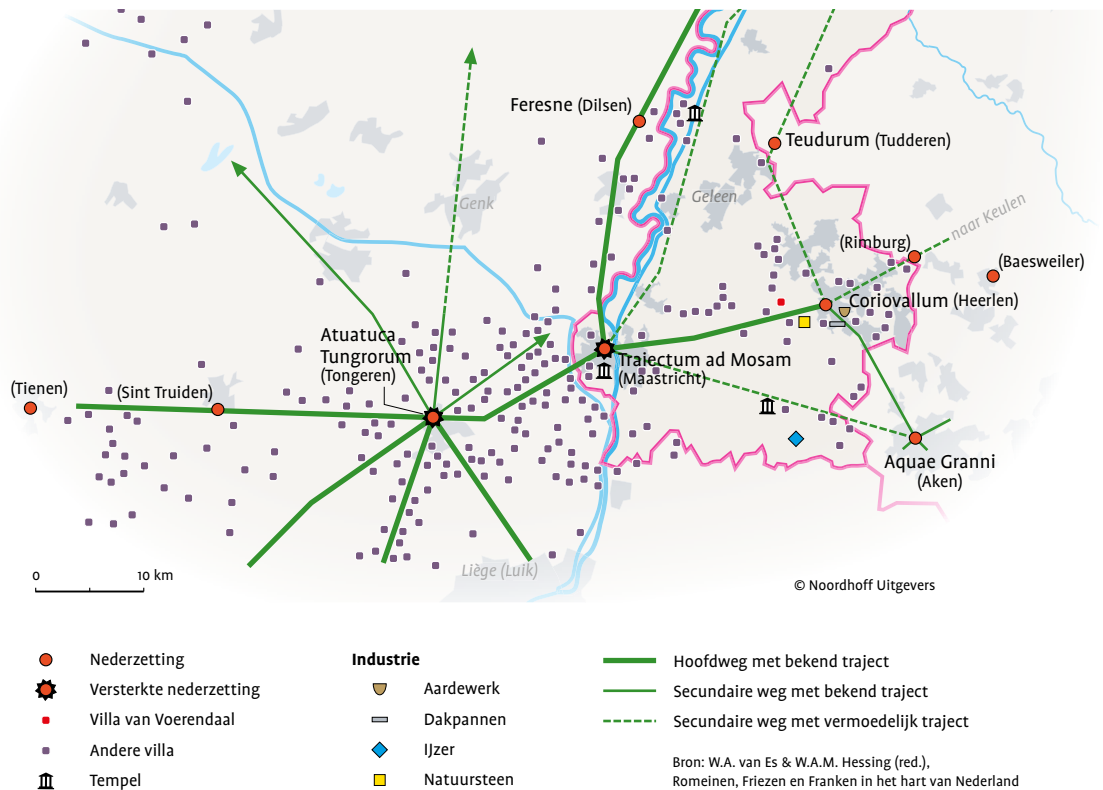 Feresne (Dilsen)
Teudurum (Tudderen)
Genk
Geleen
naar Keulen
(Rimburg)
(Baesweiler)
Coriovallum (Heerlen)
Atuatuca
Tungrorum
(Tongeren)
Traiectum ad Mosam
(Maastricht)
(Tienen)
(Sint Truiden)
Aquae Granni
(Aken)
Liège (Luik)
0 10 km
© Noordhoff Uitgevers
Nederzetting
Versterkte nederzetting
Villa van Voerendaal
Andere villa
Tempel
Industrie
Aardewerk
Dakpannen
IJzer
Natuursteen
Hoofdweg met bekend traject
Secundaire weg met bekend traject
Secundaire weg met vermoedelijk traject
Bron: W.A. van Es & W.A.M. Hessing (red.),
Romeinen, Friezen en Franken in het hart van Nederland